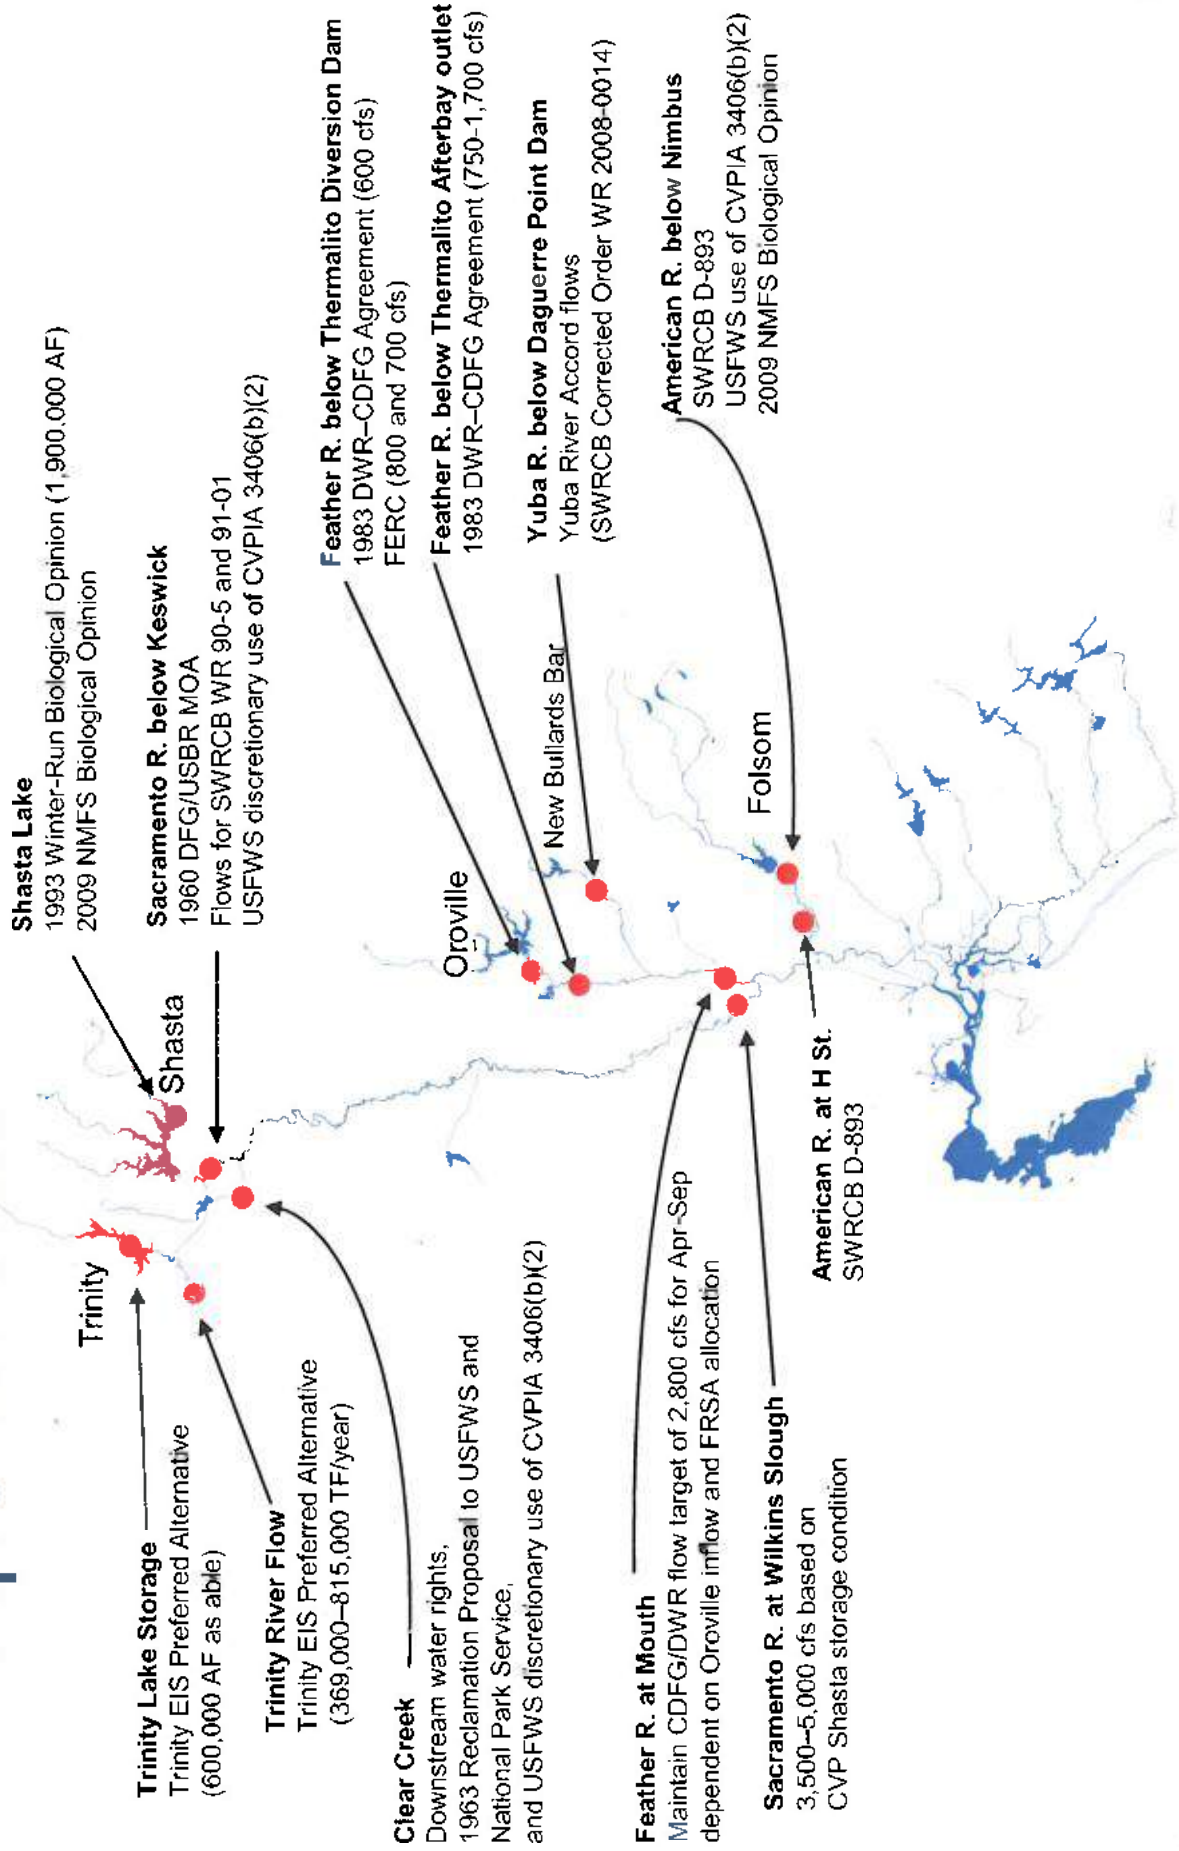 Shasta Lake
1993 Winter-Run Biological Opinion (1,900.000 AF)
2009 NMFS Biological Opinion
Sacramento R. below Keswick
1960 DFG/USBR MOA
Flows for SWRCB WR 90-5 and 91-01
USFWS discretionary use of CVPIA 3406(b)(2)
Feather R. below Thermalito Diversion Dam
1983 DWR–CDFG Agreement (600 cfs)
FERC (800 and 700 cfs)
Feather R. below Thermalito Afterbay outlet
1983 DWR–CDFG Agreement (750-1,700 cfs)
Yuba R. below Daguerre Point Dam
Yuba River Accord flows
(SWRCB Corrected Order WR 2008-0014)
American R. below Nimbus
SWRCB D-893
USFWS use of CVPIA 3406(b)(2)
2009 NMFS Biological Opinion
Trinity
Shasta
Oroville
New Bullards Bar
Folsom
Trinity Lake Storage
Trinity EIS Preferred Alternative
(600,000 AF as able)
Trinity River Flow
Trinity EIS Preferred Alternative
(369,000–815,000 TF/year)
Clear Creek
Downstream water rights,
1963 Reclamation Proposal to USFWS and
National Park Service,
and USFWS discretionary use of CVPIA 3406(b)(2)
Feather R. at Mouth
Maintain CDFG/DWR flow target of 2,800 cfs for Apr-Sep
dependent on Oroville inflow and FRSA allocation
Sacramento R. at Wilkins Slough
3,500–5,000 cfs based on
CVP Shasta storage condition
American R. at H St.
SWRCB D-893